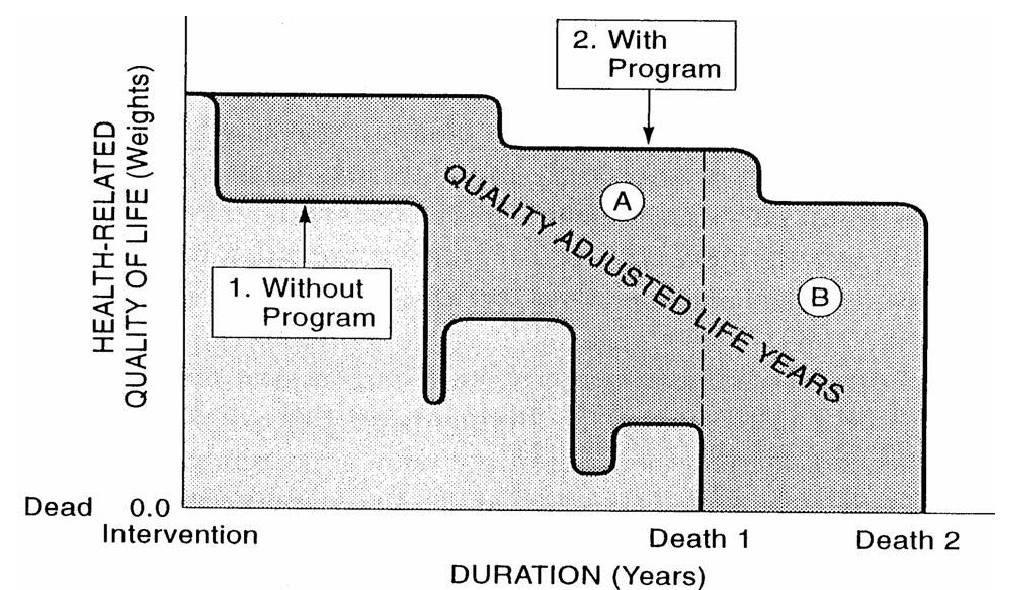 2. With
Program
HEALTH-RELATED
QUALITY OF LIFE (Weights)
A
QUALITY ADJUSTED LIFE YEARS
B
1. Without
Program
Dead 0.0
Intervention
Death 1
Death 2
DURATION (Years)